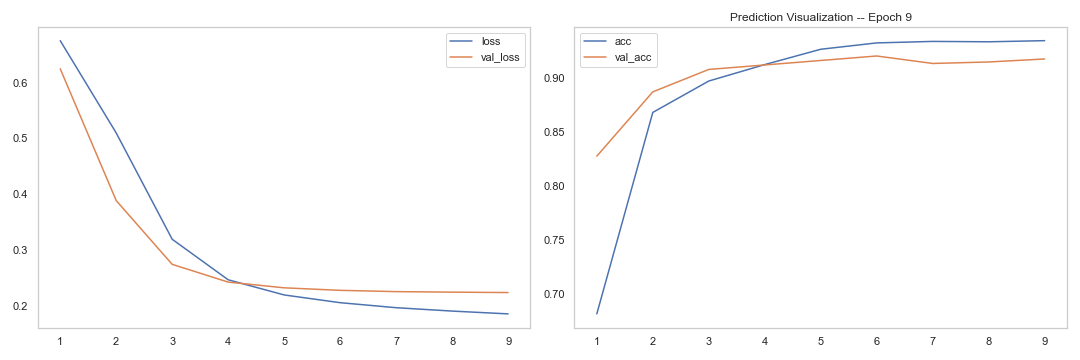 loss
val_loss
0.6
0.5
0.4
0.3
0.2
1 2 3 4 5 6 7 8 9
Prediction Visualization -- Epoch 9
acc
val_acc
0.90
0.85
0.80
0.75
0.70
1 2 3 4 5 6 7 8 9